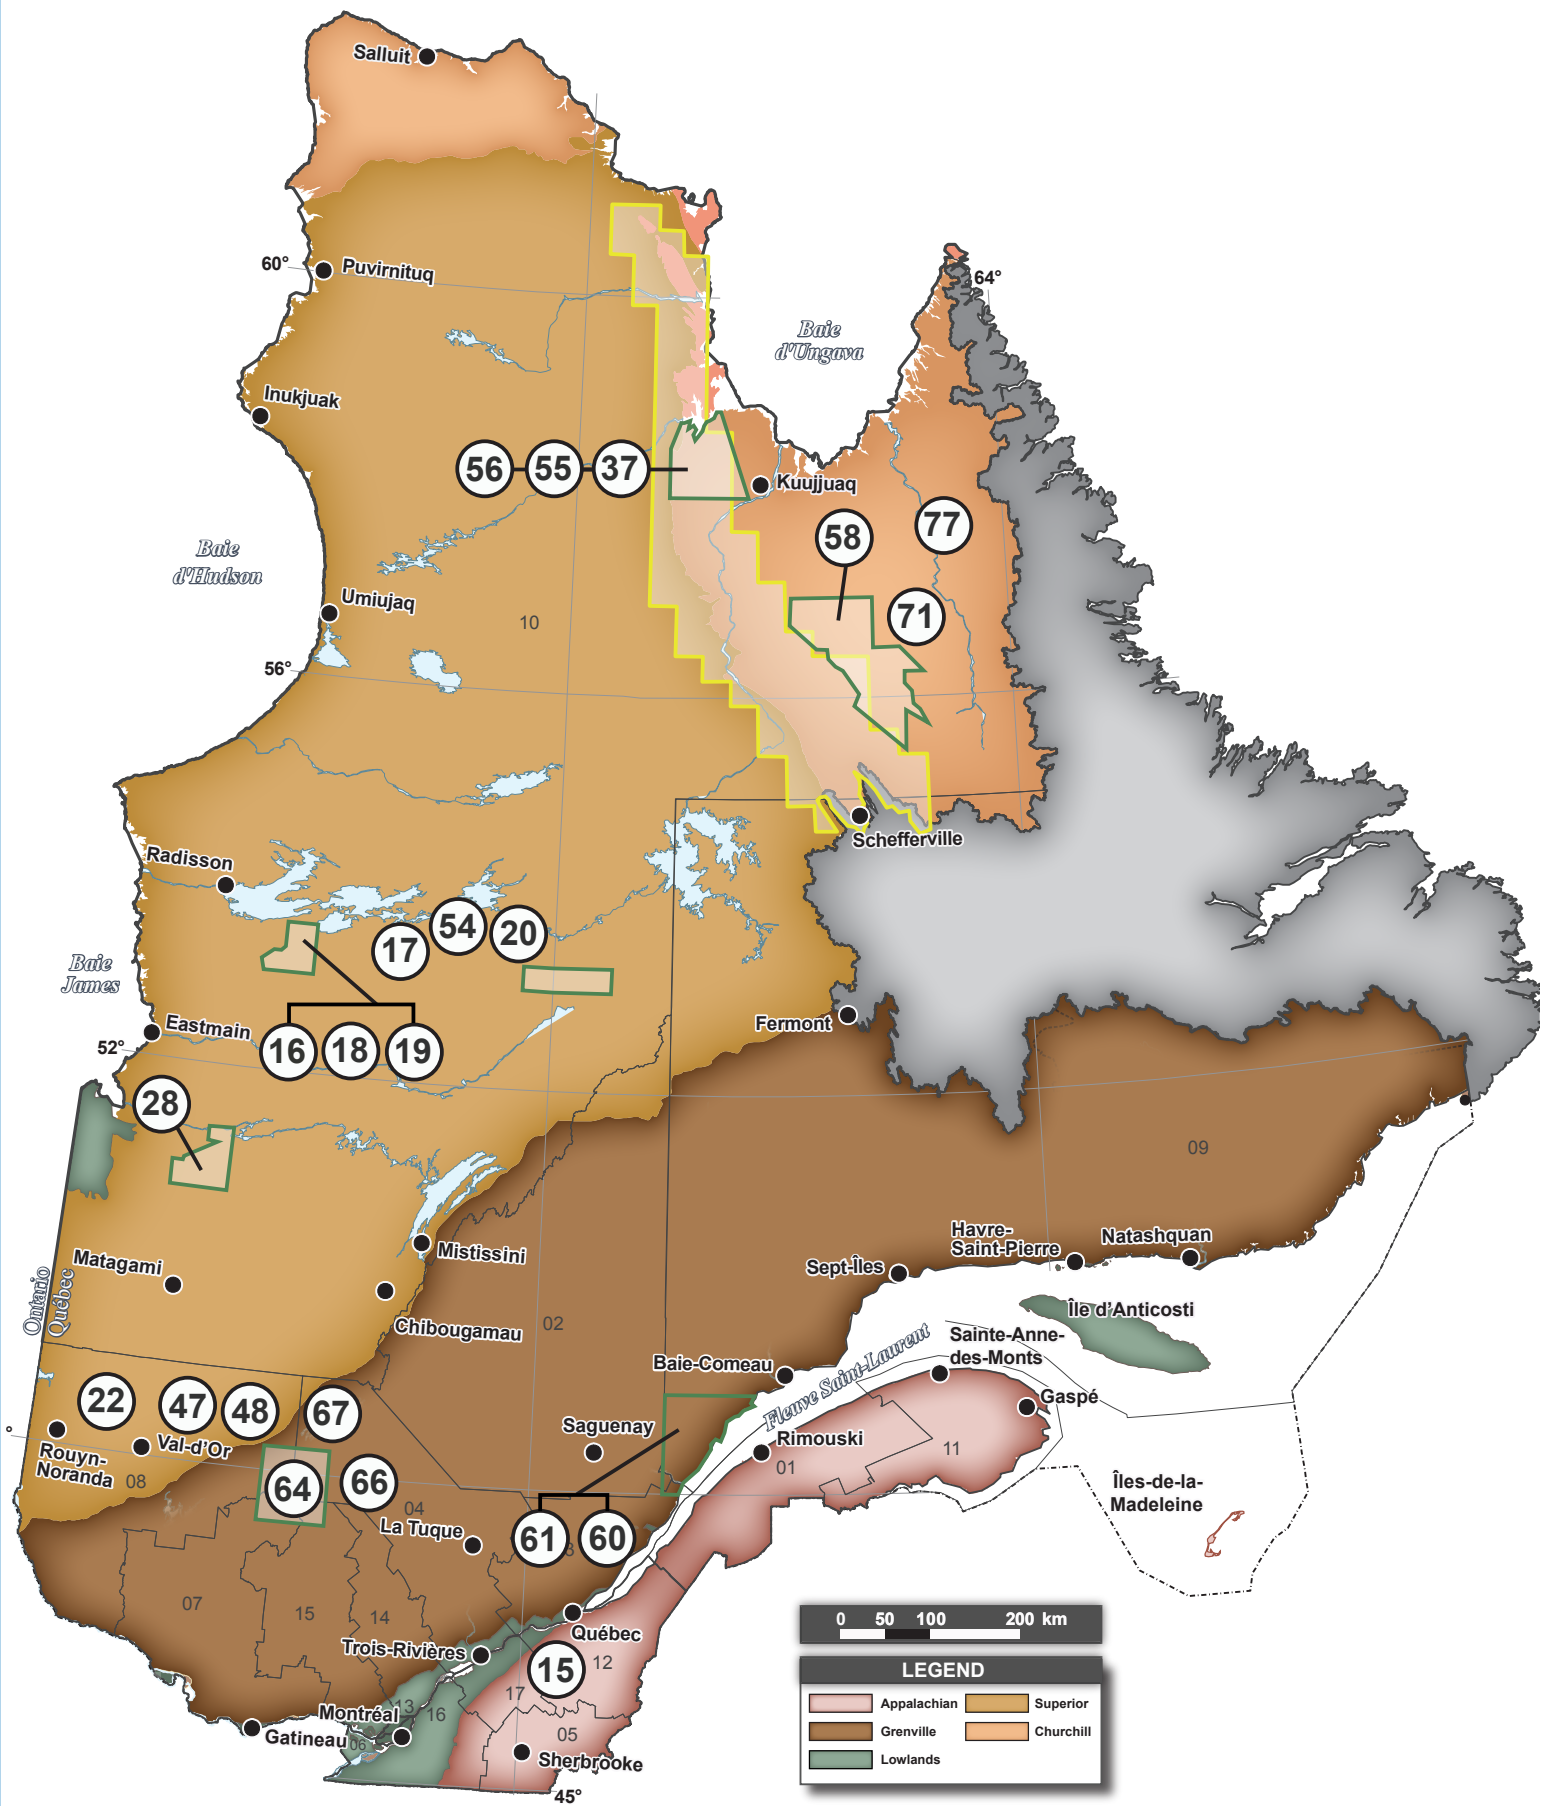 Salluit
60°
Puvirnituq
64°
Baie
d'Ungava
Inukjuak
56
55
37
Kuujjuaq
77
58
Baie
d'Hudson
Umiujaq
10
71
56°
Schefferville
Radisson
54
20
17
Baie
James
Eastmain
Fermont
52°
16
18
19
28
09
Mistissini
Matagami
Havre-
Saint-Pierre
Natashquan
Sept-Îles
Ontario
Québec
Chibougamau
02
Île d'Anticosti
Sainte-Anne-
des-Monts
Baie-Comeau
Fleuve Saint-Laurent
Gaspé
22
47
48
67
Saguenay
Rimouski
°
Val-d'Or
Rouyn-
Noranda
08
11
01
64
66
04
Îles-de-la-
Madeleine
La Tuque
61
60
3
07
15
14
Québec
Trois-Rivières
15
12
17
13
16
Montréal
05
Gatineau
06
Sherbrooke
45°
0 50 100 200 km
LEGEND
Appalachian
Superior
Grenville
Churchill
Lowlands